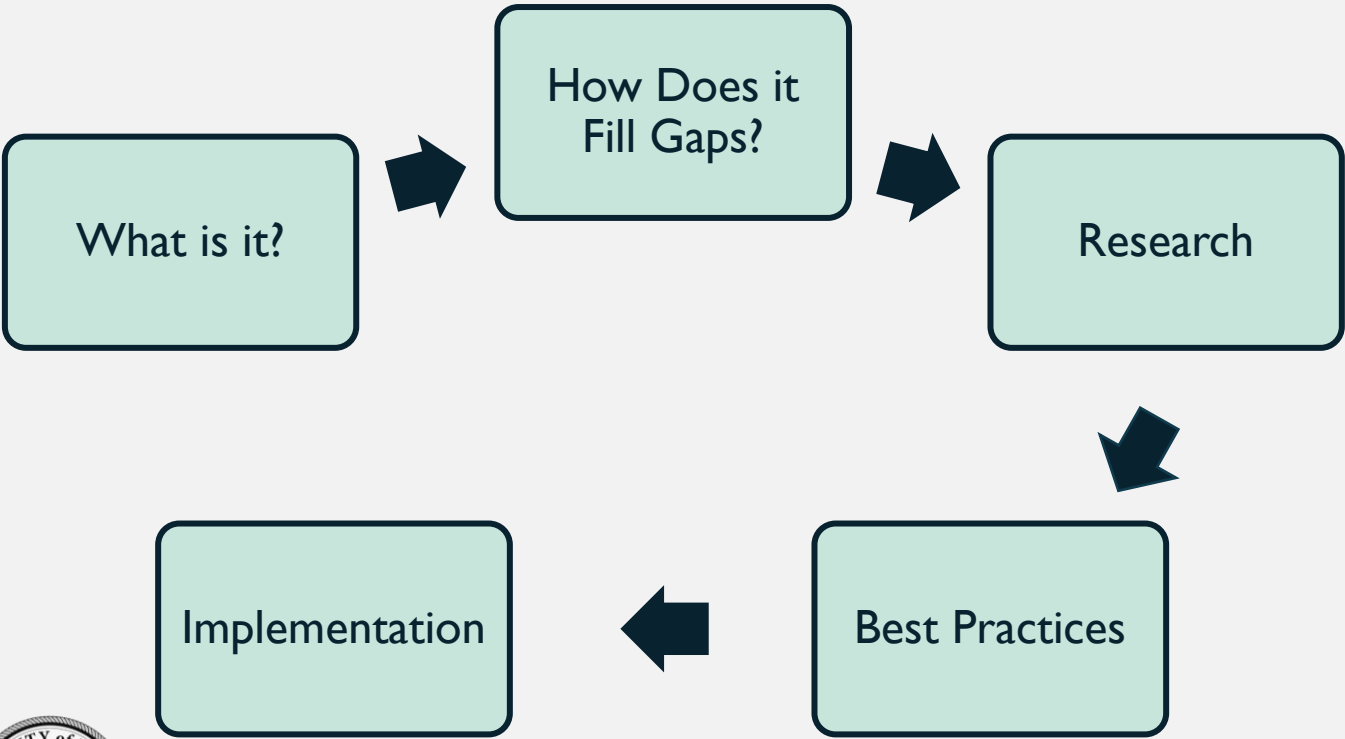 What is it?
How Does it
Fill Gaps?
Research
Best Practices
Implementation